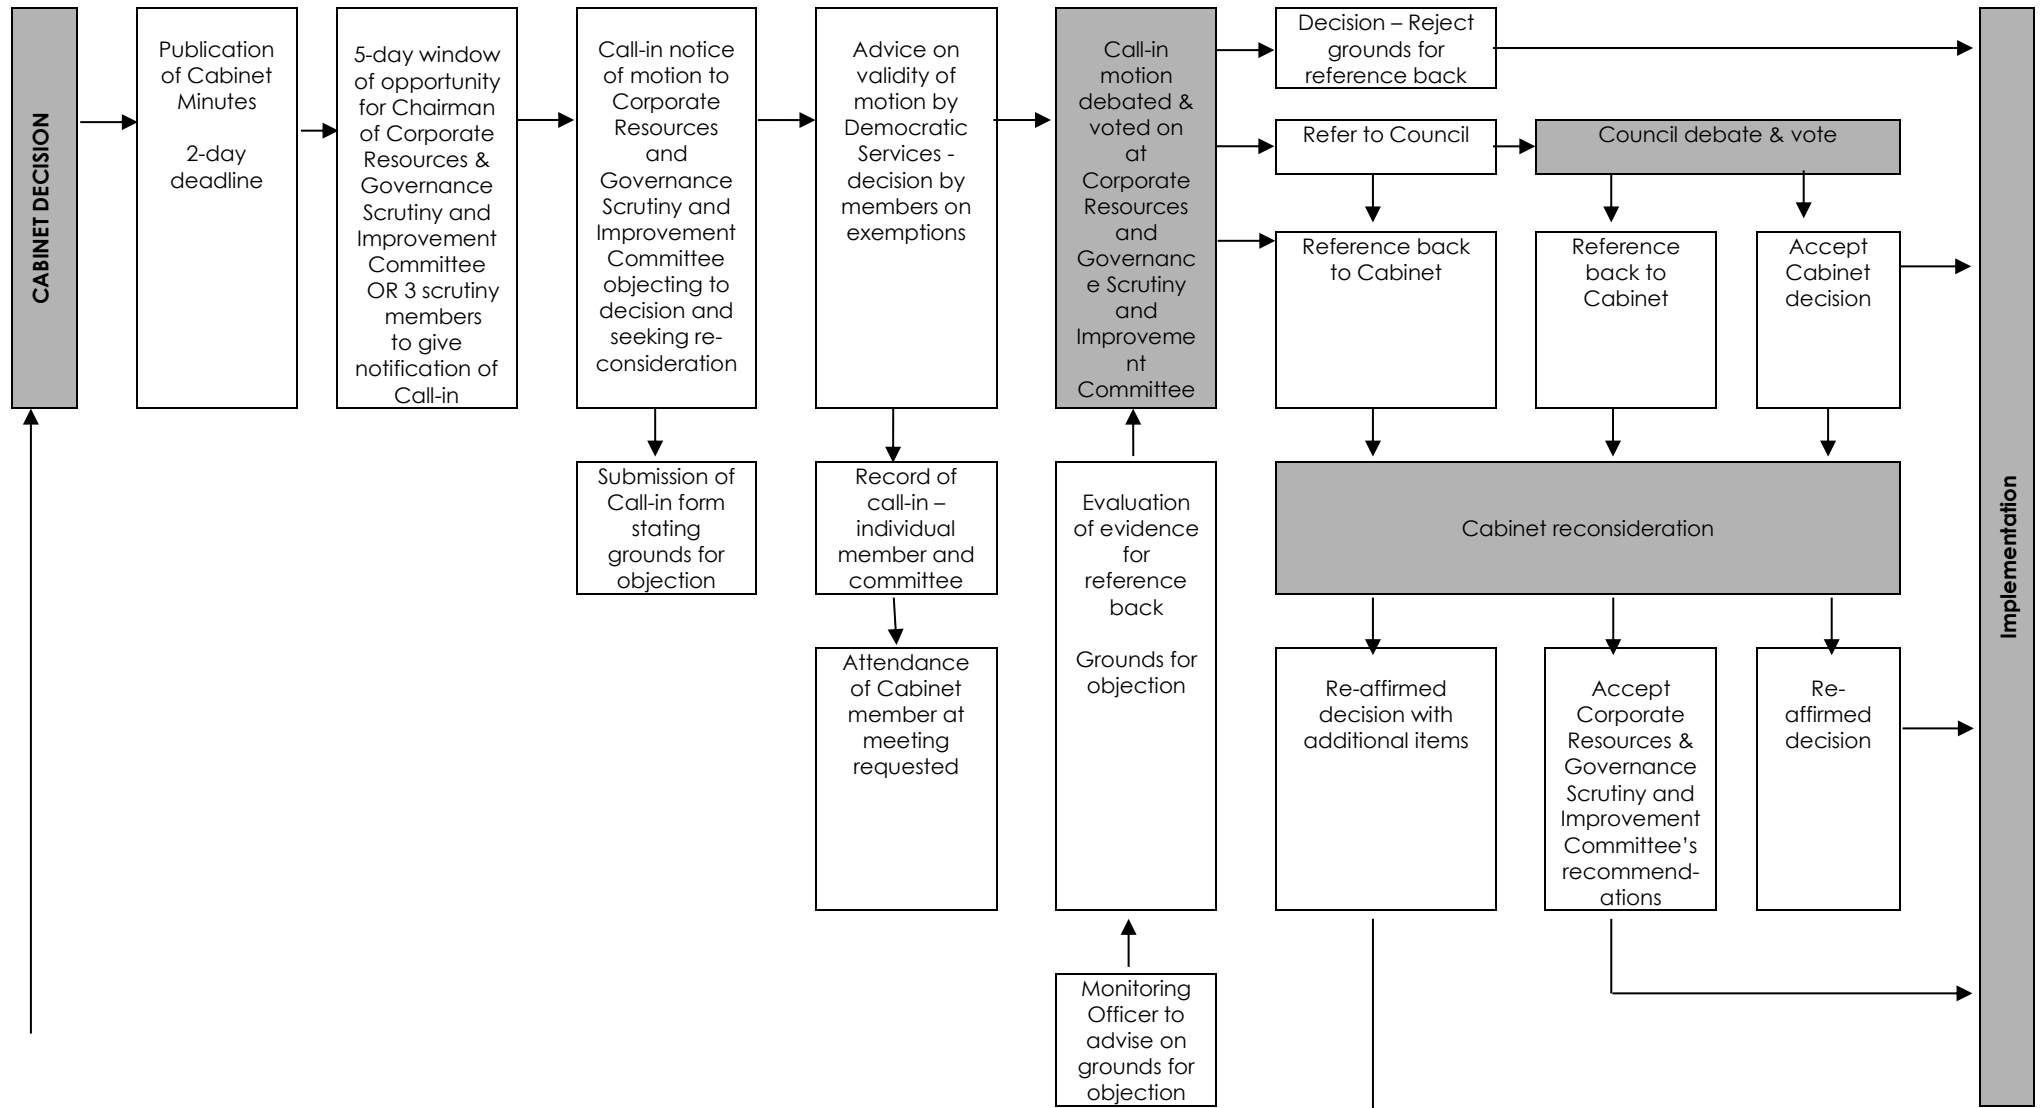 CABINET DECISION
Publication
of Cabinet
Minutes
2-day
deadline
5-day window
of opportunity
for Chairman
of Corporate
Resources &
Governance
Scrutiny and
Improvement
Committee
OR 3 scrutiny
members
to give
notification of
Call-in
Call-in notice
of motion to
Corporate
Resources
and
Governance
Scrutiny and
Improvement
Committee
objecting to
decision and
seeking re-
consideration
Advice on
validity of
motion by
Democratic
Services -
decision by
members on
exemptions
Call-in
motion
debated &
voted on
at
Corporate
Resources
and
Governanc
e Scrutiny
and
Improveme
nt
Committee
Decision – Reject
grounds for
reference back
Refer to Council
Council debate & vote
Reference back
to Cabinet
Reference
back to
Cabinet
Accept
Cabinet
decision
Submission of
Call-in form
stating
grounds for
objection
Record of
call-in –
individual
member and
committee
Attendance
of Cabinet
member at
meeting
requested
Evaluation
of evidence
for
reference
back
Grounds for
objection
Monitoring
Officer to
advise on
grounds for
objection
Cabinet reconsideration
Re-affirmed
decision with
additional items
Accept
Corporate
Resources &
Governance
Scrutiny and
Improvement
Committee’s
recommend-
ations
Re-
affirmed
decision
Implementation